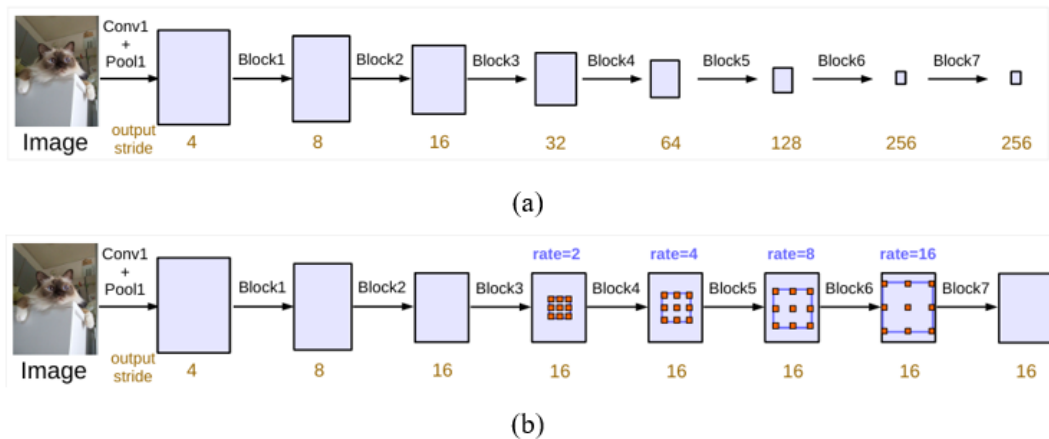 Conv1
+
Pool1
Block1
Block2
Block3
Block4
Block5
Block6
Block7
Image
output
stride
4
8
16
32
64
128
256
256
(a)
Conv1
+
Pool1
Block1
Block2
Block3
rate=2
Block4
rate=4
Block5
rate=8
Block6
rate=16
Block7
Image
output
stride
4
8
16
16
16
16
16
16
(b)